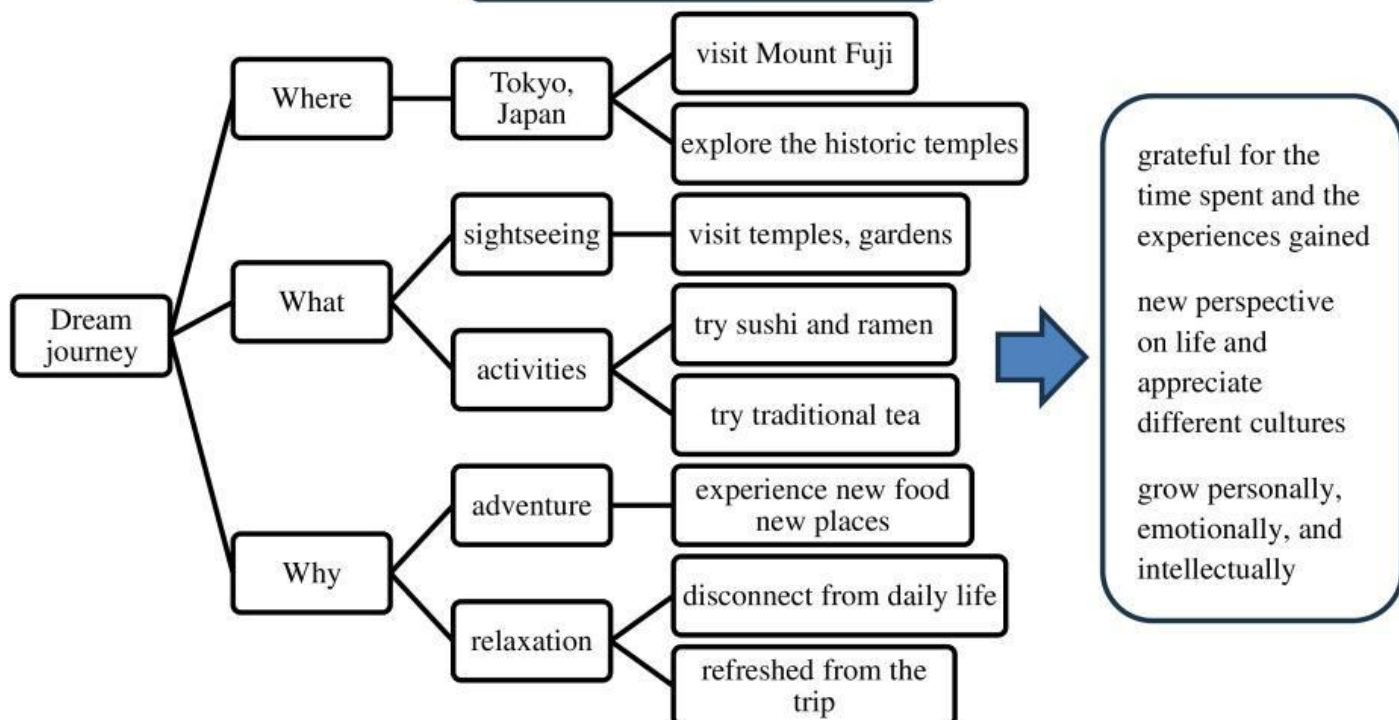 Dream
journey
Where
Tokyo,
Japan
visit Mount Fuji
explore the historic temples
What
sightseeing
visit temples, gardens
activities
try sushi and ramen
try traditional tea
Why
adventure
experience new food
new places
relaxation
disconnect from daily life
refreshed from the
trip
grateful for the
time spent and the
experiences gained
new perspective
on life and
appreciate
different cultures
grow personally,
emotionally, and
intellectually